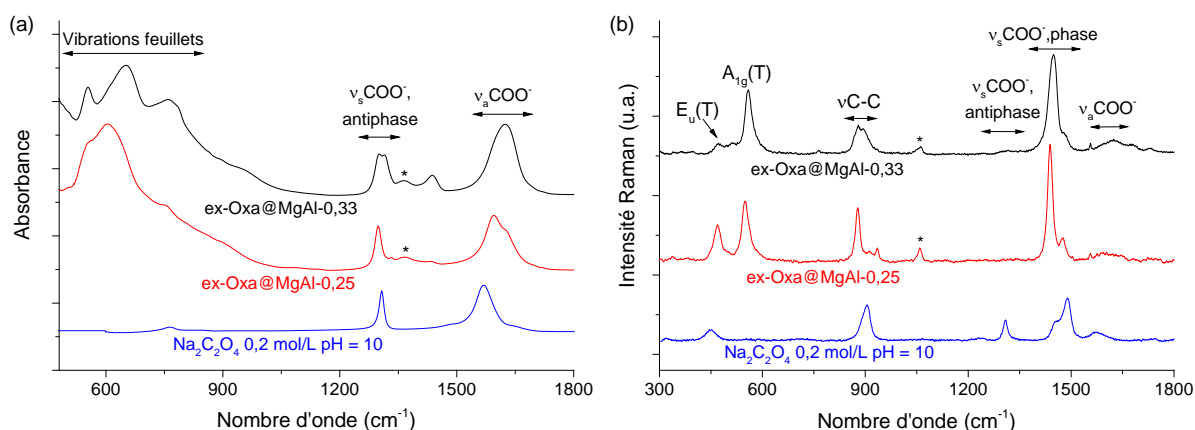 (a)
Vibrations feuillets
νsCOO-,
antiphase
νaCOO-
*
ex-Oxa@MgAl-0,33
*
ex-Oxa@MgAl-0,25
Na2C2O4 0,2 mol/L pH = 10
Absorbance
600 900 1200 1500 1800
Nombre d'onde (cm-1)
(b)
νsCOO-,phase
A1g(T)
νsCOO-,
antiphase
Eu(T)
νC-C
νaCOO-
*
ex-Oxa@MgAl-0,33
*
ex-Oxa@MgAl-0,25
Na2C2O4 0,2 mol/L pH = 10
Intensité Raman (u.a.)
300 600 900 1200 1500 1800
Nombre d'onde (cm-1)